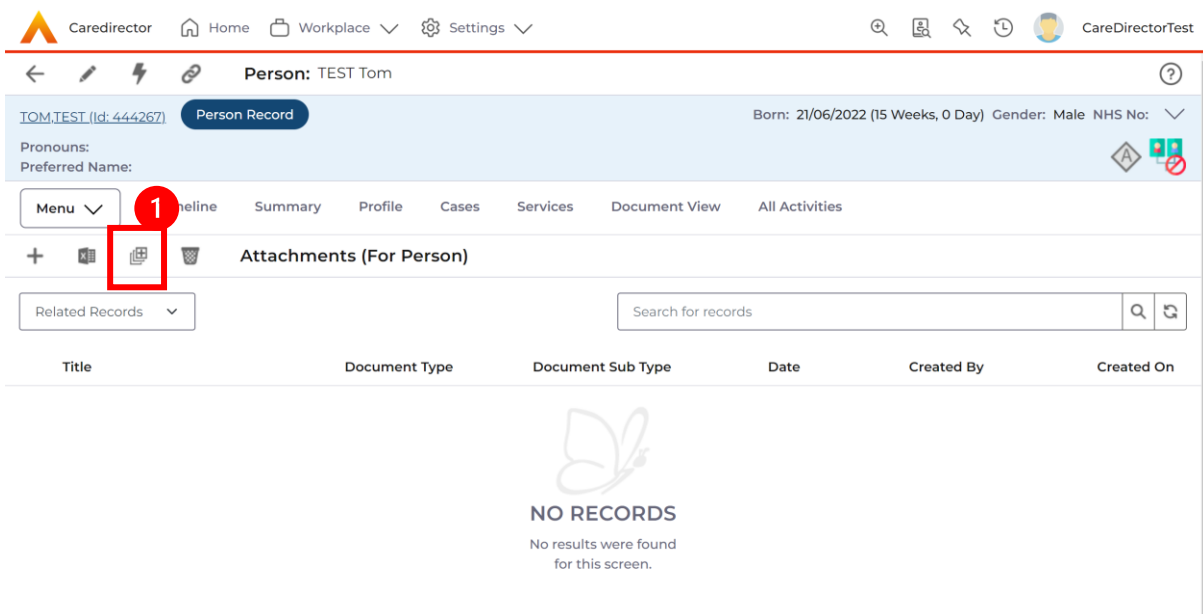 Caredirector Home Workplace Settings CareDirectorTest
Person: TEST Tom ?
TOM,TEST (Id: 444267) Person Record Born: 21/06/2022 (15 Weeks, 0 Day) Gender: Male NHS No:
Pronouns:
Preferred Name:
A
Menu 1 neline Summary Profile Cases Services Document View All Activities
Attachments (For Person)
Related Records Search for records
Title Document Type Document Sub Type Date Created By Created On
NO RECORDS
No results were found
for this screen.